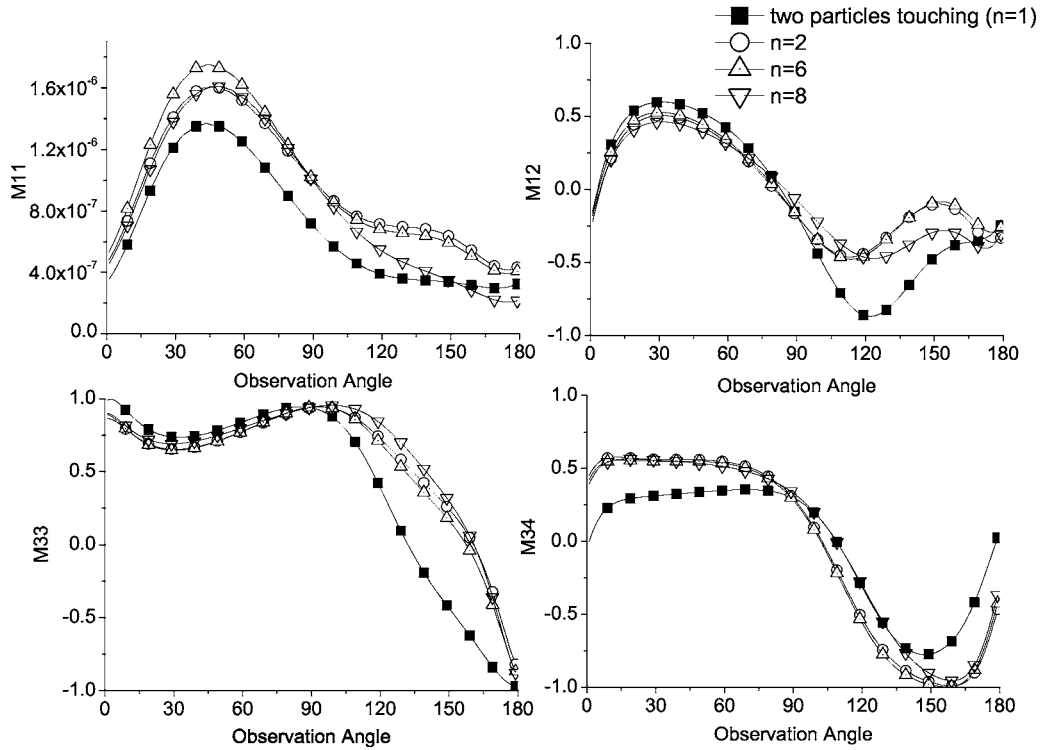 two particles touching (n=1)
n=2
n=6
n=8
1.6x10⁻⁶
1.2x10⁻⁶
8.0x10⁻⁷
4.0x10⁻⁷
0.0
M11
0 30 60 90 120 150 180
Observation Angle
1.0
0.5
0.0
-0.5
-1.0
M12
0 30 60 90 120 150 180
Observation Angle
1.0
0.5
0.0
-0.5
-1.0
M33
0 30 60 90 120 150 180
Observation Angle
1.0
0.5
0.0
-0.5
-1.0
M34
0 30 60 90 120 150 180
Observation Angle